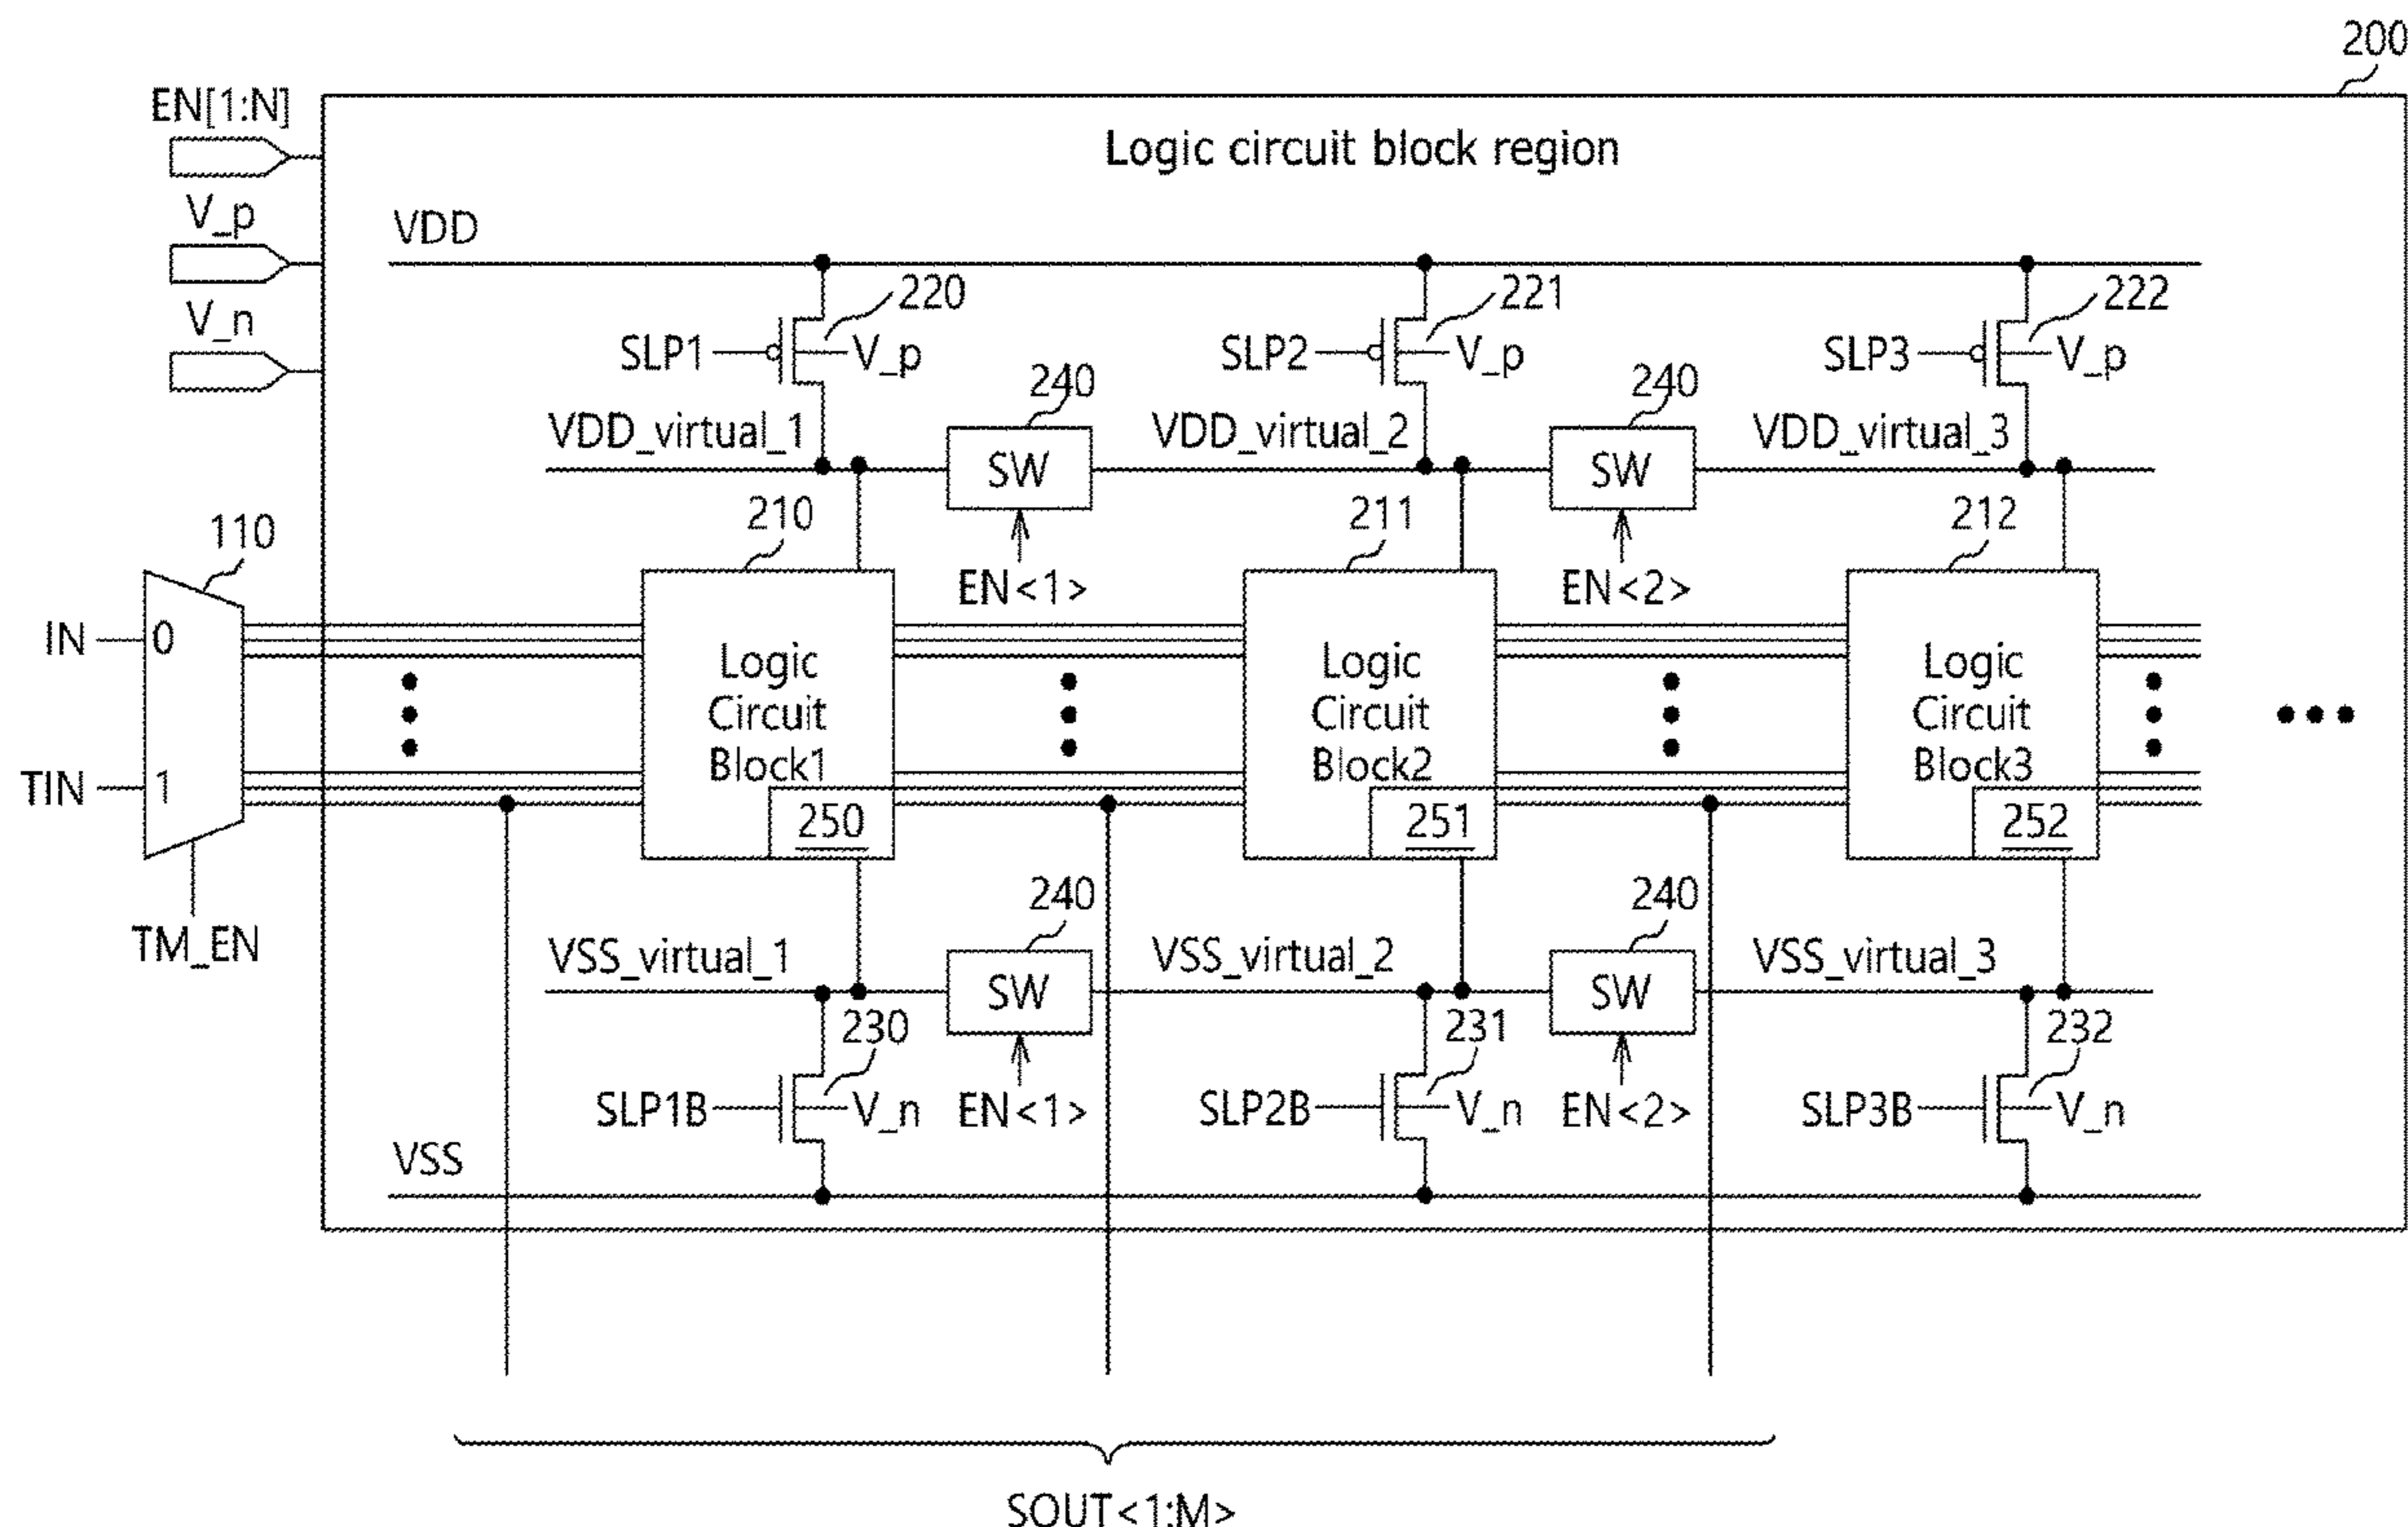 200
EN[1:N]
Logic circuit block region
V_p
VDD
V_n
220
221
222
SLP1
V_p
SLP2
V_p
SLP3
V_p
240
240
VDD_virtual_1
VDD_virtual_2
VDD_virtual_3
SW
SW
110
210
211
212
EN<1>
EN<2>
IN
0
Logic
Circuit
Block1
Logic
Circuit
Block2
Logic
Circuit
Block3
TIN
1
250
251
252
240
240
TM_EN
VSS_virtual_1
VSS_virtual_2
VSS_virtual_3
SW
SW
230
231
232
SLP1B
V_n
EN<1>
SLP2B
V_n
EN<2>
SLP3B
V_n
VSS
SOUT<1:M>